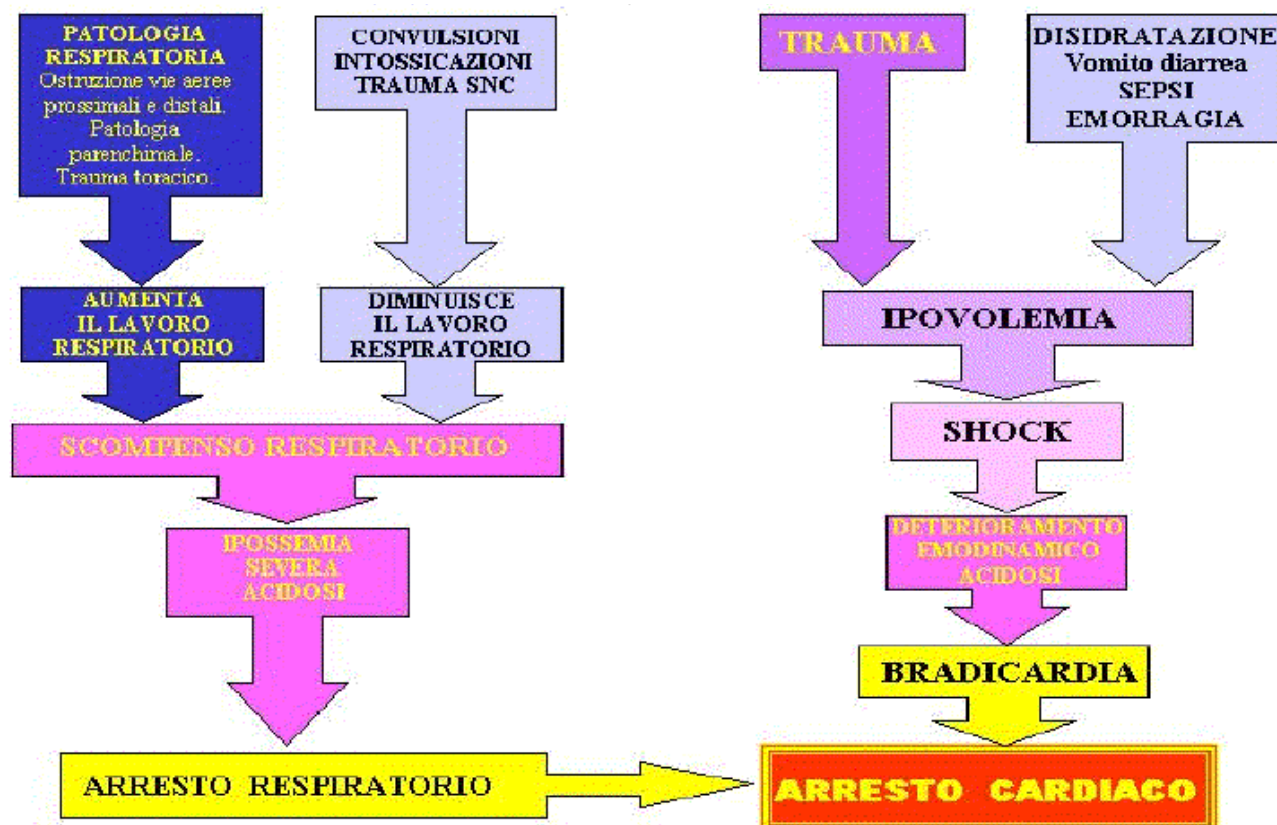 PATOLOGIA
RESPIRATORIA
Ostruzione vie aeree
prossimali e distali.
Patologia
parenchimale.
Trauma toracico.
CONVULSIONI
INTOSSICAZIONI
TRAUMA SNC
TRAUMA
DISIDRATAZIONE
Vomito diarrea
SEPSI
EMORRAGIA
AUMENTA
IL LAVORO
RESPIRATORIO
DIMINUISCE
IL LAVORO
RESPIRATORIO
IPOVOLEMIA
SCOMPENSO RESPIRATORIO
SHOCK
IPOSSEMIA
SEVERA
ACIDOSI
DETERIORAMENTO
EMODINAMICO
ACIDOSI
BRADICARDIA
ARRESTO RESPIRATORIO
ARRESTO CARDIACO